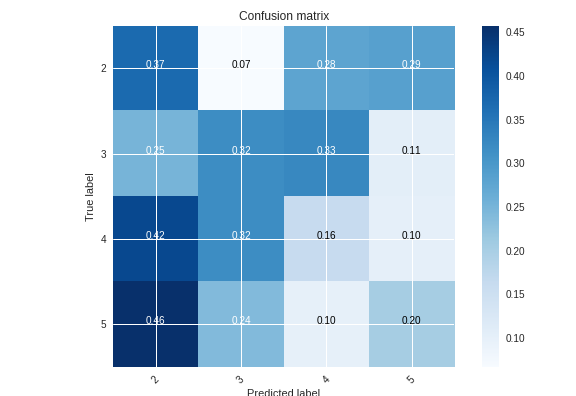 Confusion matrix
2 0.37 0.07 0.28 0.29
3 0.25 0.32 0.33 0.11
4 0.42 0.32 0.16 0.10
5 0.46 0.24 0.10 0.20
2 3 4 5
True label
Predicted label
0.45
0.40
0.35
0.30
0.25
0.20
0.15
0.10